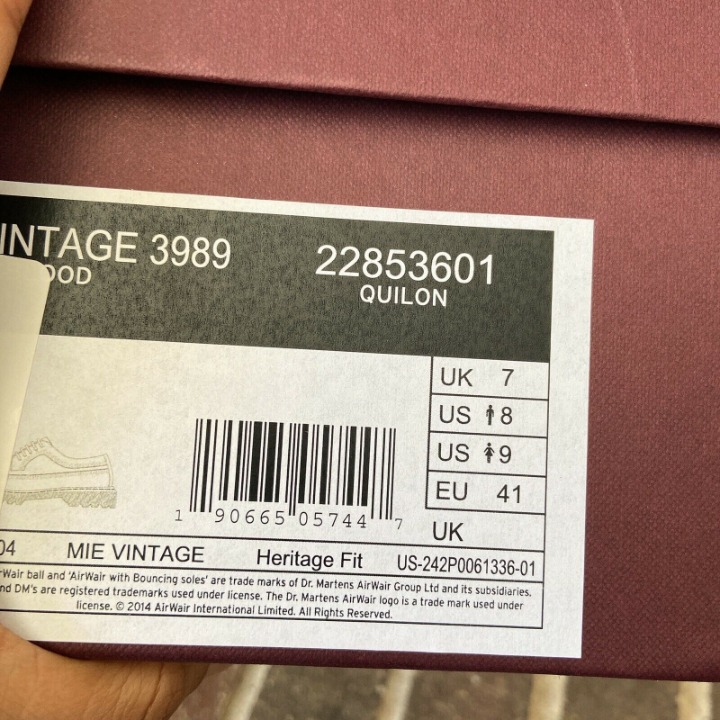 INTAGE 3989
OOD
22853601
QUILON
UK 7
US 8
US 9
EU 41
UK
1 90665 05744 7
04 MIE VINTAGE Heritage Fit US-242P0061336-01
rWair ball and 'AirWair with Bouncing soles' are trade marks of Dr. Martens AirWair Group Ltd and its subsidiaries.
nd DM's are registered trademarks used under license. The Dr. Martens AirWair logo is a trade mark used under
license. © 2014 AirWair International Limited. All Rights Reserved.